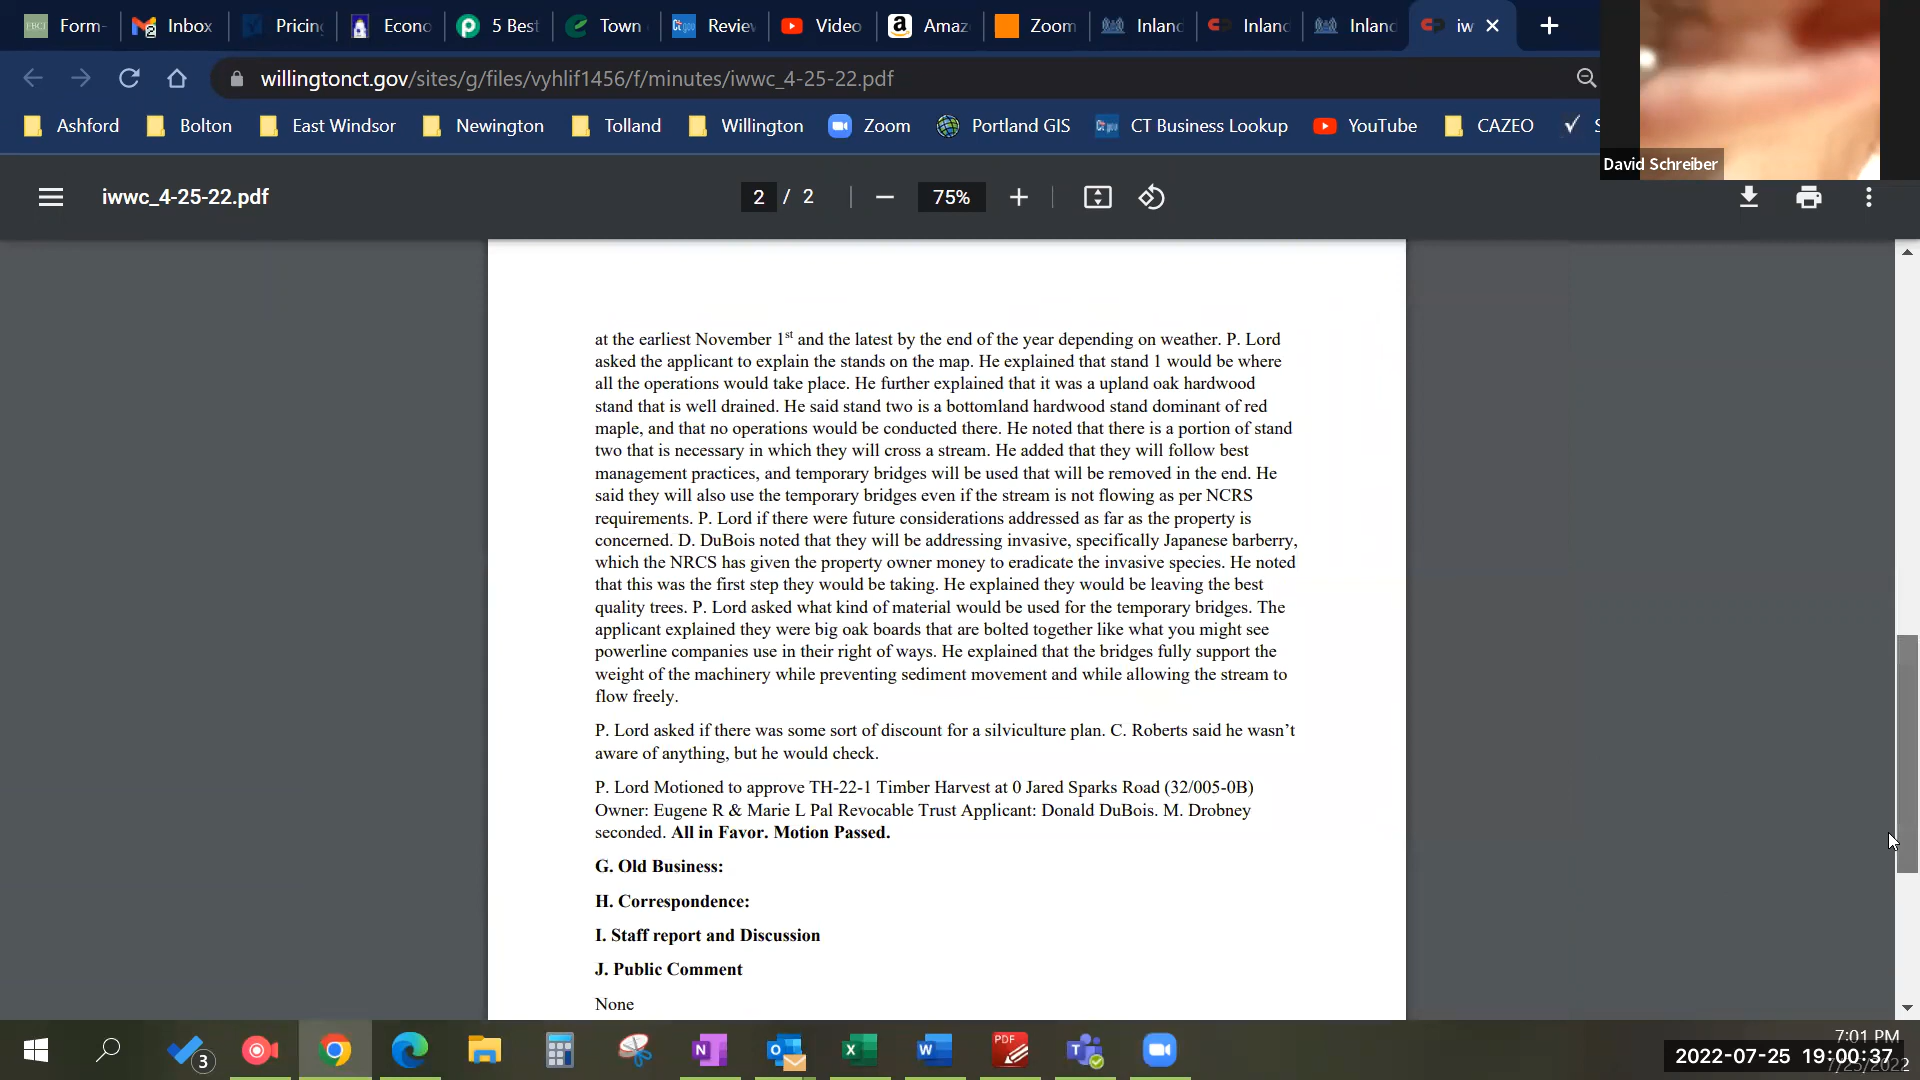 Form-
Inbox
Pricing
Econo
5 Best
Town
Review
Video
Amaz
Zoom
Inland
Inland
Inland
iw
willingtonct.gov/sites/g/files/vyhlif1456/f/minutes/iwwc_4-25-22.pdf
Ashford
Bolton
East Windsor
Newington
Tolland
Willington
Zoom
Portland GIS
CT Business Lookup
YouTube
CAZEO
S
David Schreiber
iwwc_4-25-22.pdf
2 / 2
75%
at the earliest November 1st and the latest by the end of the year depending on weather. P. Lord
asked the applicant to explain the stands on the map. He explained that stand 1 would be where
all the operations would take place. He further explained that it was a upland oak hardwood
stand that is well drained. He said stand two is a bottomland hardwood stand dominant of red
maple, and that no operations would be conducted there. He noted that there is a portion of stand
two that is necessary in which they will cross a stream. He added that they will follow best
management practices, and temporary bridges will be used that will be removed in the end. He
said they will also use the temporary bridges even if the stream is not flowing as per NCRS
requirements. P. Lord if there were future considerations addressed as far as the property is
concerned. D. DuBois noted that they will be addressing invasive, specifically Japanese barberry,
which the NRCS has given the property owner money to eradicate the invasive species. He noted
that this was the first step they would be taking. He explained they would be leaving the best
quality trees. P. Lord asked what kind of material would be used for the temporary bridges. The
applicant explained they were big oak boards that are bolted together like what you might see
powerline companies use in their right of ways. He explained that the bridges fully support the
weight of the machinery while preventing sediment movement and while allowing the stream to
flow freely.
P. Lord asked if there was some sort of discount for a silviculture plan. C. Roberts said he wasn’t
aware of anything, but he would check.
P. Lord Motioned to approve TH-22-1 Timber Harvest at 0 Jared Sparks Road (32/005-0B)
Owner: Eugene R & Marie L Pal Revocable Trust Applicant: Donald DuBois. M. Drobney
seconded. All in Favor. Motion Passed.
G. Old Business:
H. Correspondence:
I. Staff report and Discussion
J. Public Comment
None
3
7:01 PM
7/25/2022
2022-07-25 19:00:37